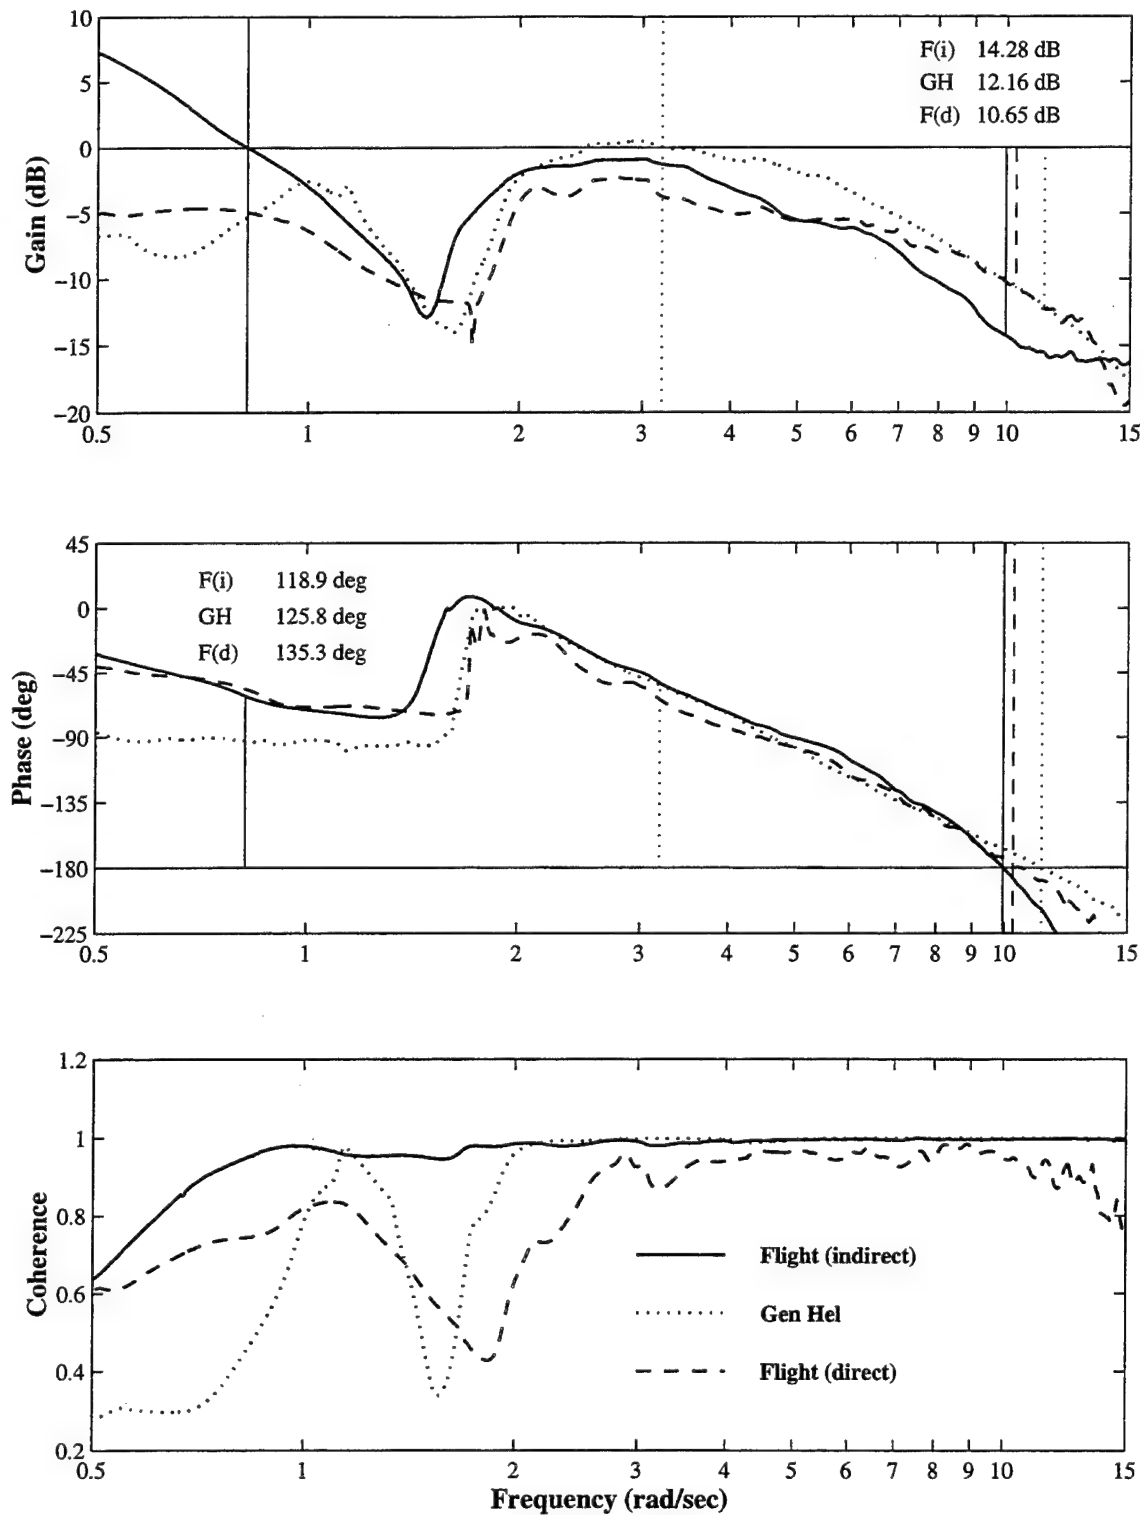 10
5
0
−5
−10
−15
−20
Gain (dB)
F(i) 14.28 dB
GH 12.16 dB
F(d) 10.65 dB
0.5 1 2 3 4 5 6 7 8 9 10 15
45
0
−45
−90
−135
−180
−225
Phase (deg)
F(i) 118.9 deg
GH 125.8 deg
F(d) 135.3 deg
0.5 1 2 3 4 5 6 7 8 9 10 15
1.2
1
0.8
0.6
0.4
0.2
Coherence
Flight (indirect)
Gen Hel
Flight (direct)
0.5 1 2 3 4 5 6 7 8 9 10 15
Frequency (rad/sec)